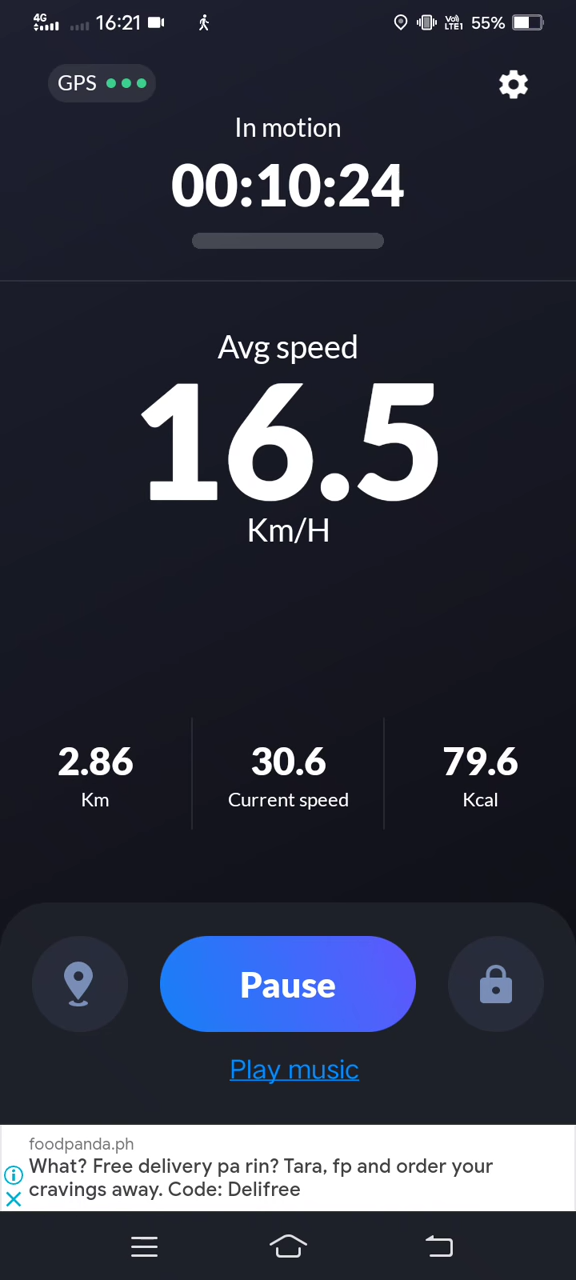 4G 16:21 VoI) LTE1 55%
GPS
In motion
00:10:24
Avg speed
16.5
Km/H
2.86 30.6 79.6
Km Current speed Kcal
Pause
Play music
foodpanda.ph
What? Free delivery pa rin? Tara, fp and order your
cravings away. Code: Delifree